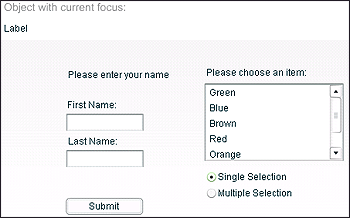 Object with current focus:
Label
Please enter your name
First Name:
Last Name:
Submit
Please choose an item:
Green
Blue
Brown
Red
Orange
Single Selection
Multiple Selection